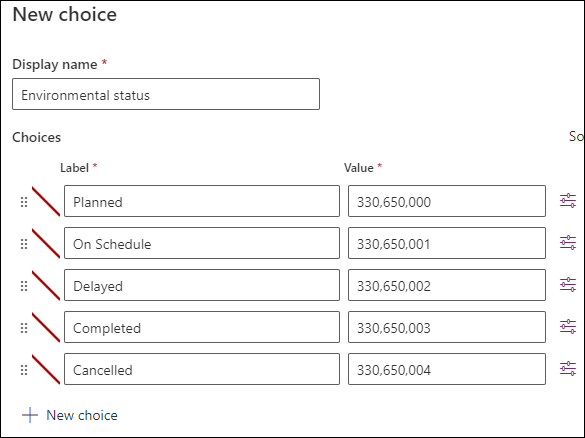 New choice
Display name *
Environmental status
Choices So
Label * Value *
Planned 330,650,000
On Schedule 330,650,001
Delayed 330,650,002
Completed 330,650,003
Cancelled 330,650,004
New choice